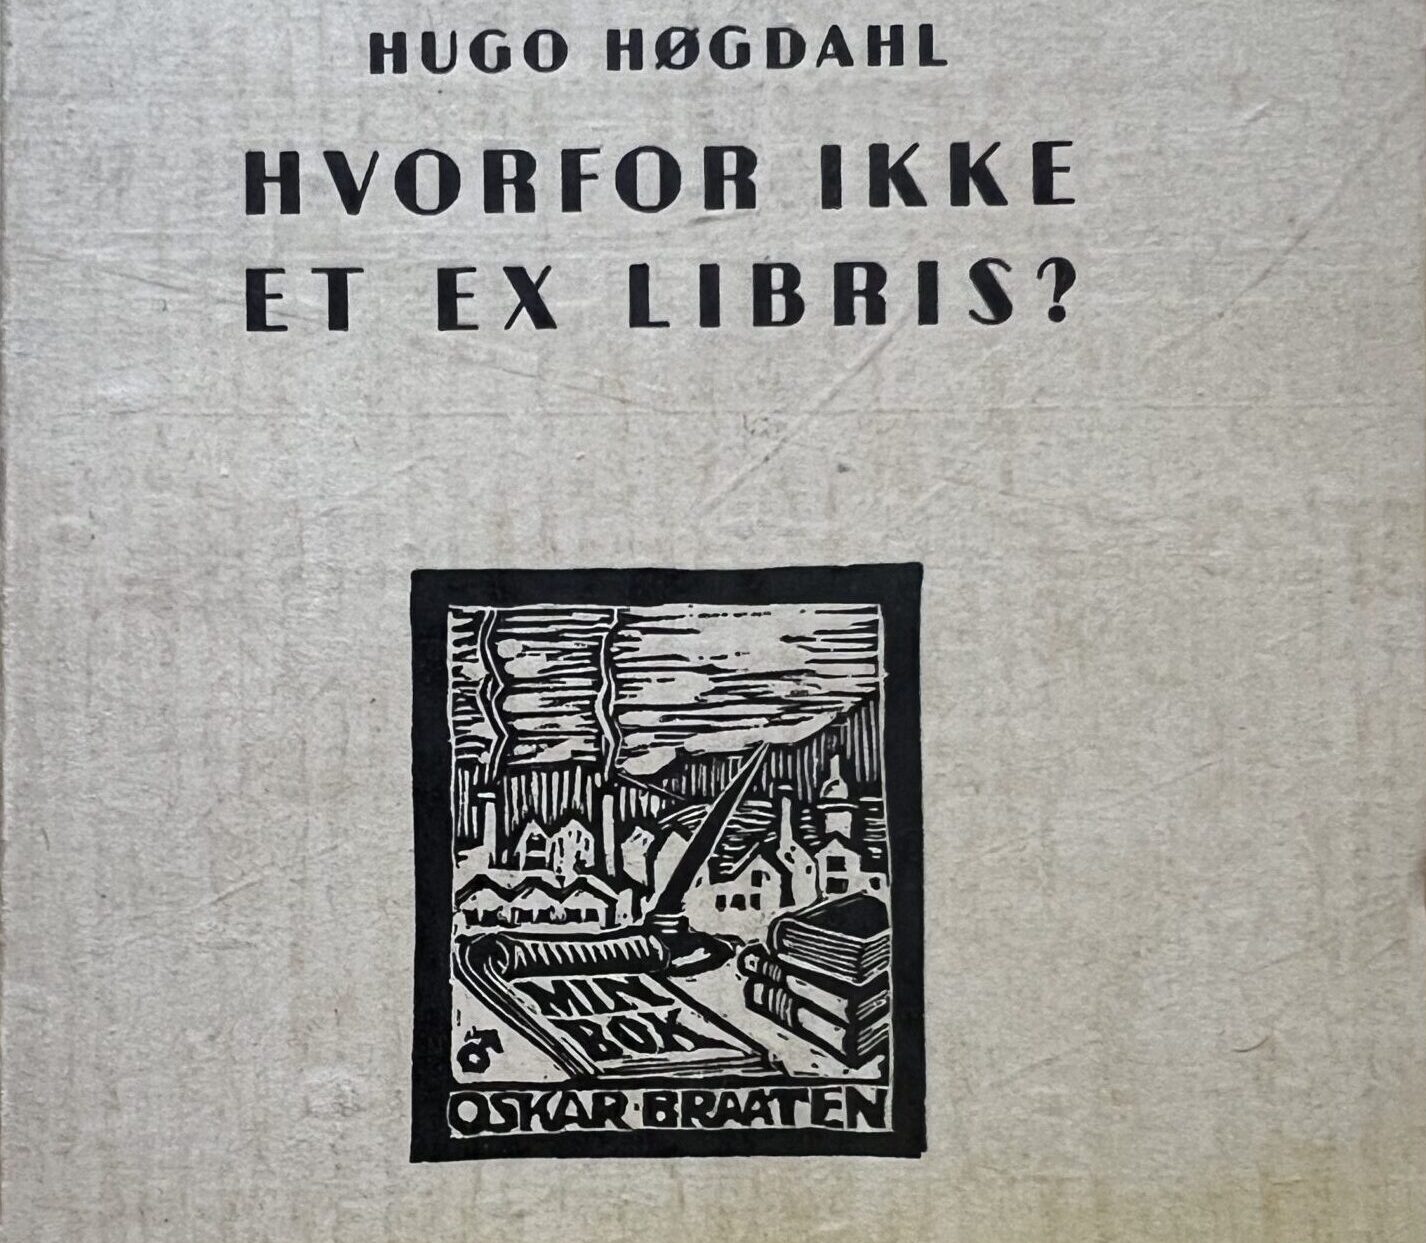 HUGO HØGDAHL
HVORFOR IKKE
ET EX LIBRIS?
MIN
BOK
OSKAR·BRAATEN